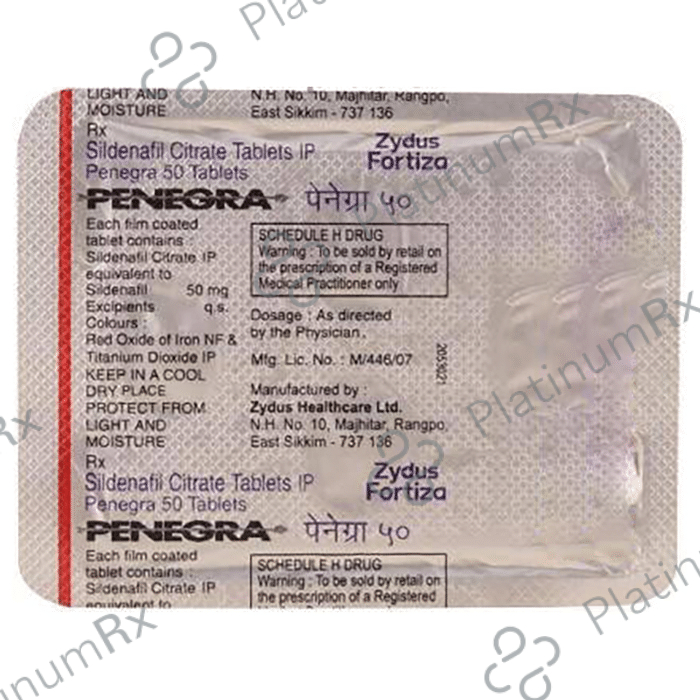 LIGHT AND
MOISTURE
N.H. No. 10, Majhitar, Rangpo,
East Sikkim - 737 136
Rx
Sildenafil Citrate Tablets IP
Penegra 50 Tablets
Zydus
Fortiza
PENEGRA पेनेग्रा ५०
Each film coated
tablet contains
Sildenafil Citrate IP
equivalent to
Sildenafil 50 mg
Excipients q.s.
Colours :
Red Oxide of Iron NF &
Titanium Dioxide IP
KEEP IN A COOL
DRY PLACE
PROTECT FROM
LIGHT AND
MOISTURE
SCHEDULE H DRUG
Warning : To be sold by retail on
the prescription of a Registered
Medical Practitioner only
Dosage : As directed
by the Physician.
Mfg. Lic. No. : M/446/07
2053021
Manufactured by :
Zydus Healthcare Ltd.
N.H. No. 10, Majhitar, Rangpo,
East Sikkim - 737 136
Rx
Sildenafil Citrate Tablets IP
Penegra 50 Tablets
Zydus
Fortiza
PENEGRA पेनेग्रा ५०
Each film coated
tablet contains :
Sildenafil Citrate IP
equivalent to
SCHEDULE H DRUG
Warning : To be sold by retail on
the prescription of a Registered
PlatinumRx
PlatinumRx
PlatinumRx
PlatinumRx
PlatinumRx